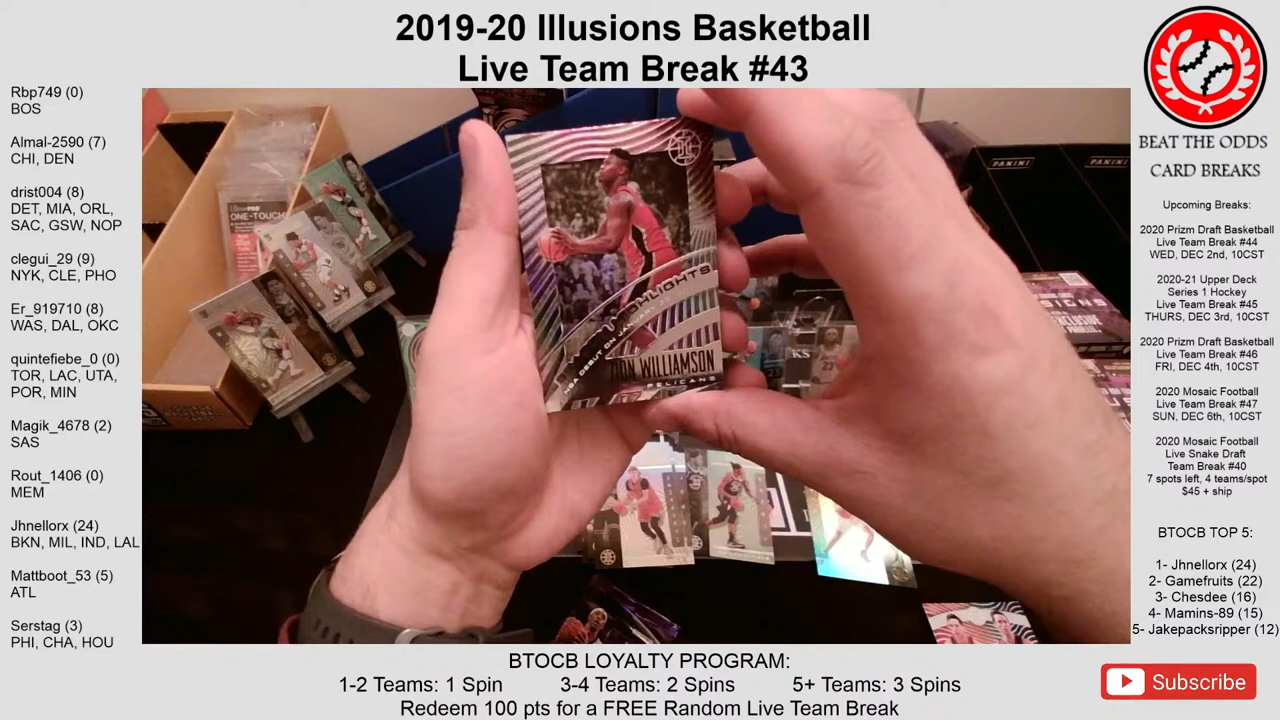 2019-20 Illusions Basketball
Live Team Break #43
Rbp749 (0)
BOS
Almal-2590 (7)
CHI, DEN
drist004 (8)
DET, MIA, ORL,
SAC, GSW, NOP
clegui_29 (9)
NYK, CLE, PHO
Er_919710 (8)
WAS, DAL, OKC
quintefiebe_0 (0)
TOR, LAC, UTA,
POR, MIN
Magik_4678 (2)
SAS
Rout_1406 (0)
MEM
Jhnellorx (24)
BKN, MIL, IND, LAL
Mattboot_53 (5)
ATL
Serstag (3)
PHI, CHA, HOU
ONE-TOUCH
PANINI
PANINI
HIGHLIGHTS
NBA DEBUT ON JANUARY
WILLIAMSON
PELICANS
23
BEAT THE ODDS
CARD BREAKS
Upcoming Breaks:
2020 Prizm Draft Basketball
Live Team Break #44
WED, DEC 2nd, 10CST
2020-21 Upper Deck
Series 1 Hockey
Live Team Break #45
THURS, DEC 3rd, 10CST
2020 Prizm Draft Basketball
Live Team Break #46
FRI, DEC 4th, 10CST
2020 Mosaic Football
Live Team Break #47
SUN, DEC 6th, 10CST
2020 Mosaic Football
Live Snake Draft
Team Break #40
7 spots left, 4 teams/spot
$45 + ship
BTOCB TOP 5:
1- Jhnellorx (24)
2- Gamefruits (22)
3- Chesdee (16)
4- Mamins-89 (15)
5- Jakepacksripper (12)
BTOCB LOYALTY PROGRAM:
1-2 Teams: 1 Spin 3-4 Teams: 2 Spins 5+ Teams: 3 Spins
Redeem 100 pts for a FREE Random Live Team Break
Subscribe